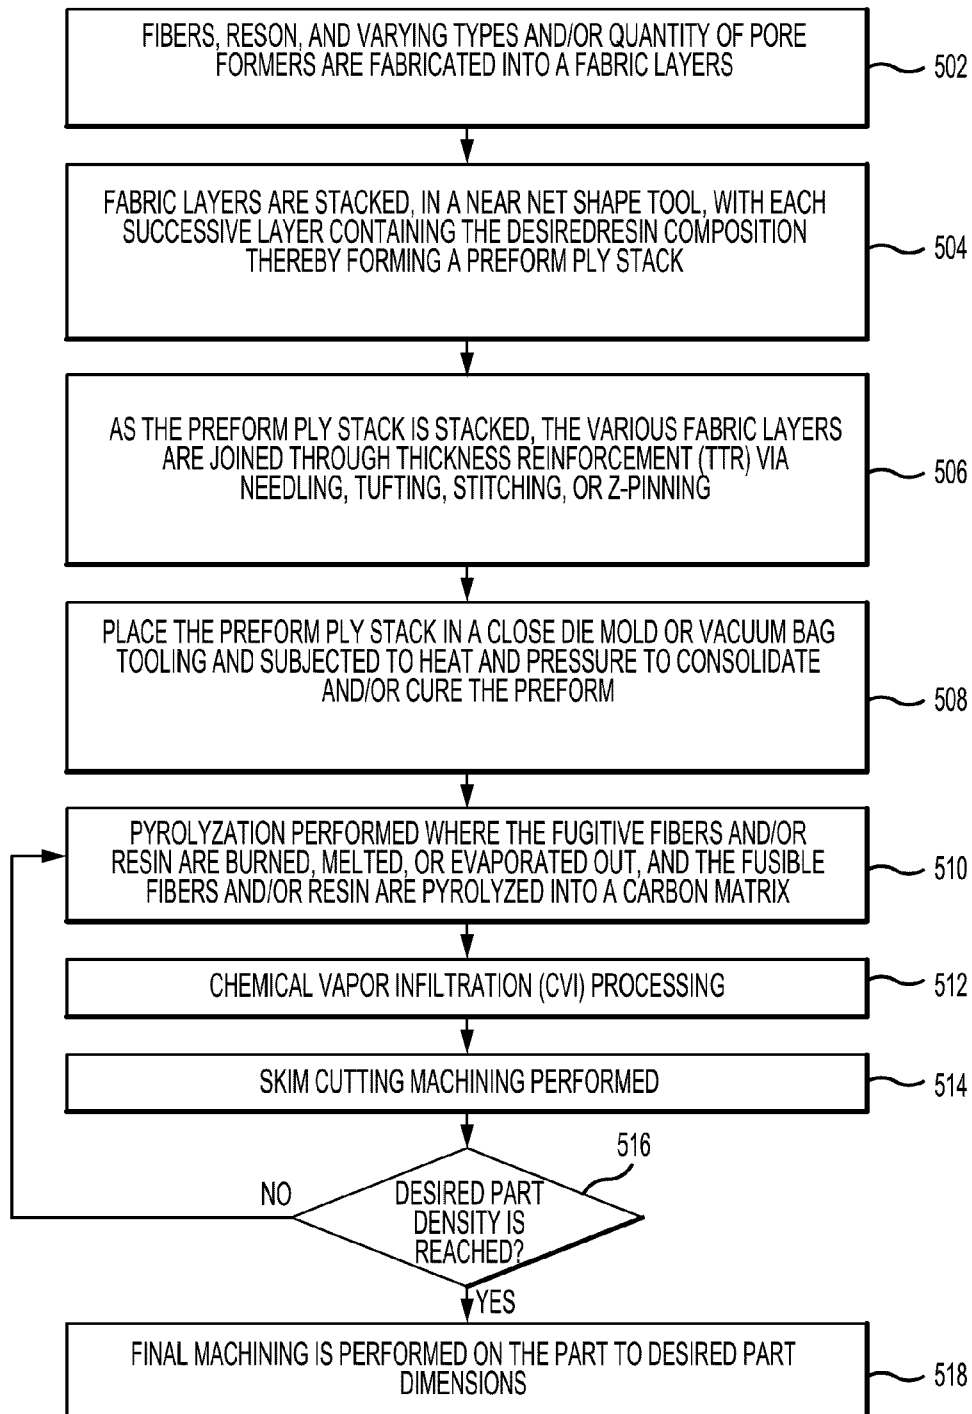 FIBERS, RESON, AND VARYING TYPES AND/OR QUANTITY OF PORE
FORMERS ARE FABRICATED INTO A FABRIC LAYERS
502
FABRIC LAYERS ARE STACKED, IN A NEAR NET SHAPE TOOL, WITH EACH
SUCCESSIVE LAYER CONTAINING THE DESIREDRESIN COMPOSITION
THEREBY FORMING A PREFORM PLY STACK
504
AS THE PREFORM PLY STACK IS STACKED, THE VARIOUS FABRIC LAYERS
ARE JOINED THROUGH THICKNESS REINFORCEMENT (TTR) VIA
NEEDLING, TUFTING, STITCHING, OR Z-PINNING
506
PLACE THE PREFORM PLY STACK IN A CLOSE DIE MOLD OR VACUUM BAG
TOOLING AND SUBJECTED TO HEAT AND PRESSURE TO CONSOLIDATE
AND/OR CURE THE PREFORM
508
PYROLYZATION PERFORMED WHERE THE FUGITIVE FIBERS AND/OR
RESIN ARE BURNED, MELTED, OR EVAPORATED OUT, AND THE FUSIBLE
FIBERS AND/OR RESIN ARE PYROLYZED INTO A CARBON MATRIX
510
CHEMICAL VAPOR INFILTRATION (CVI) PROCESSING
512
SKIM CUTTING MACHINING PERFORMED
514
516
NO
DESIRED PART
DENSITY IS
REACHED?
YES
FINAL MACHINING IS PERFORMED ON THE PART TO DESIRED PART
DIMENSIONS
518